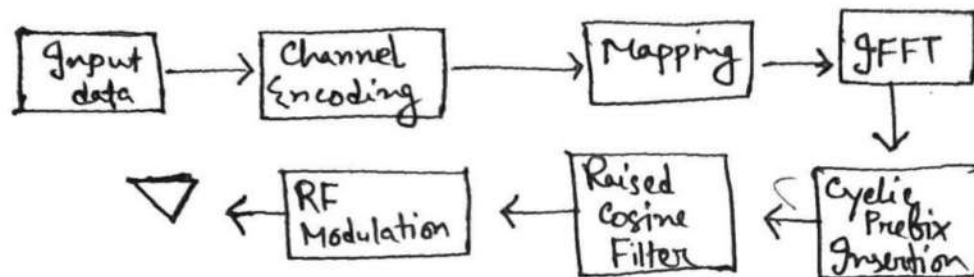 Input
data
Channel
Encoding
Mapping
IFFT
Cyclic
Prefix
Insertion
Raised
Cosine
Filter
RF
Modulation